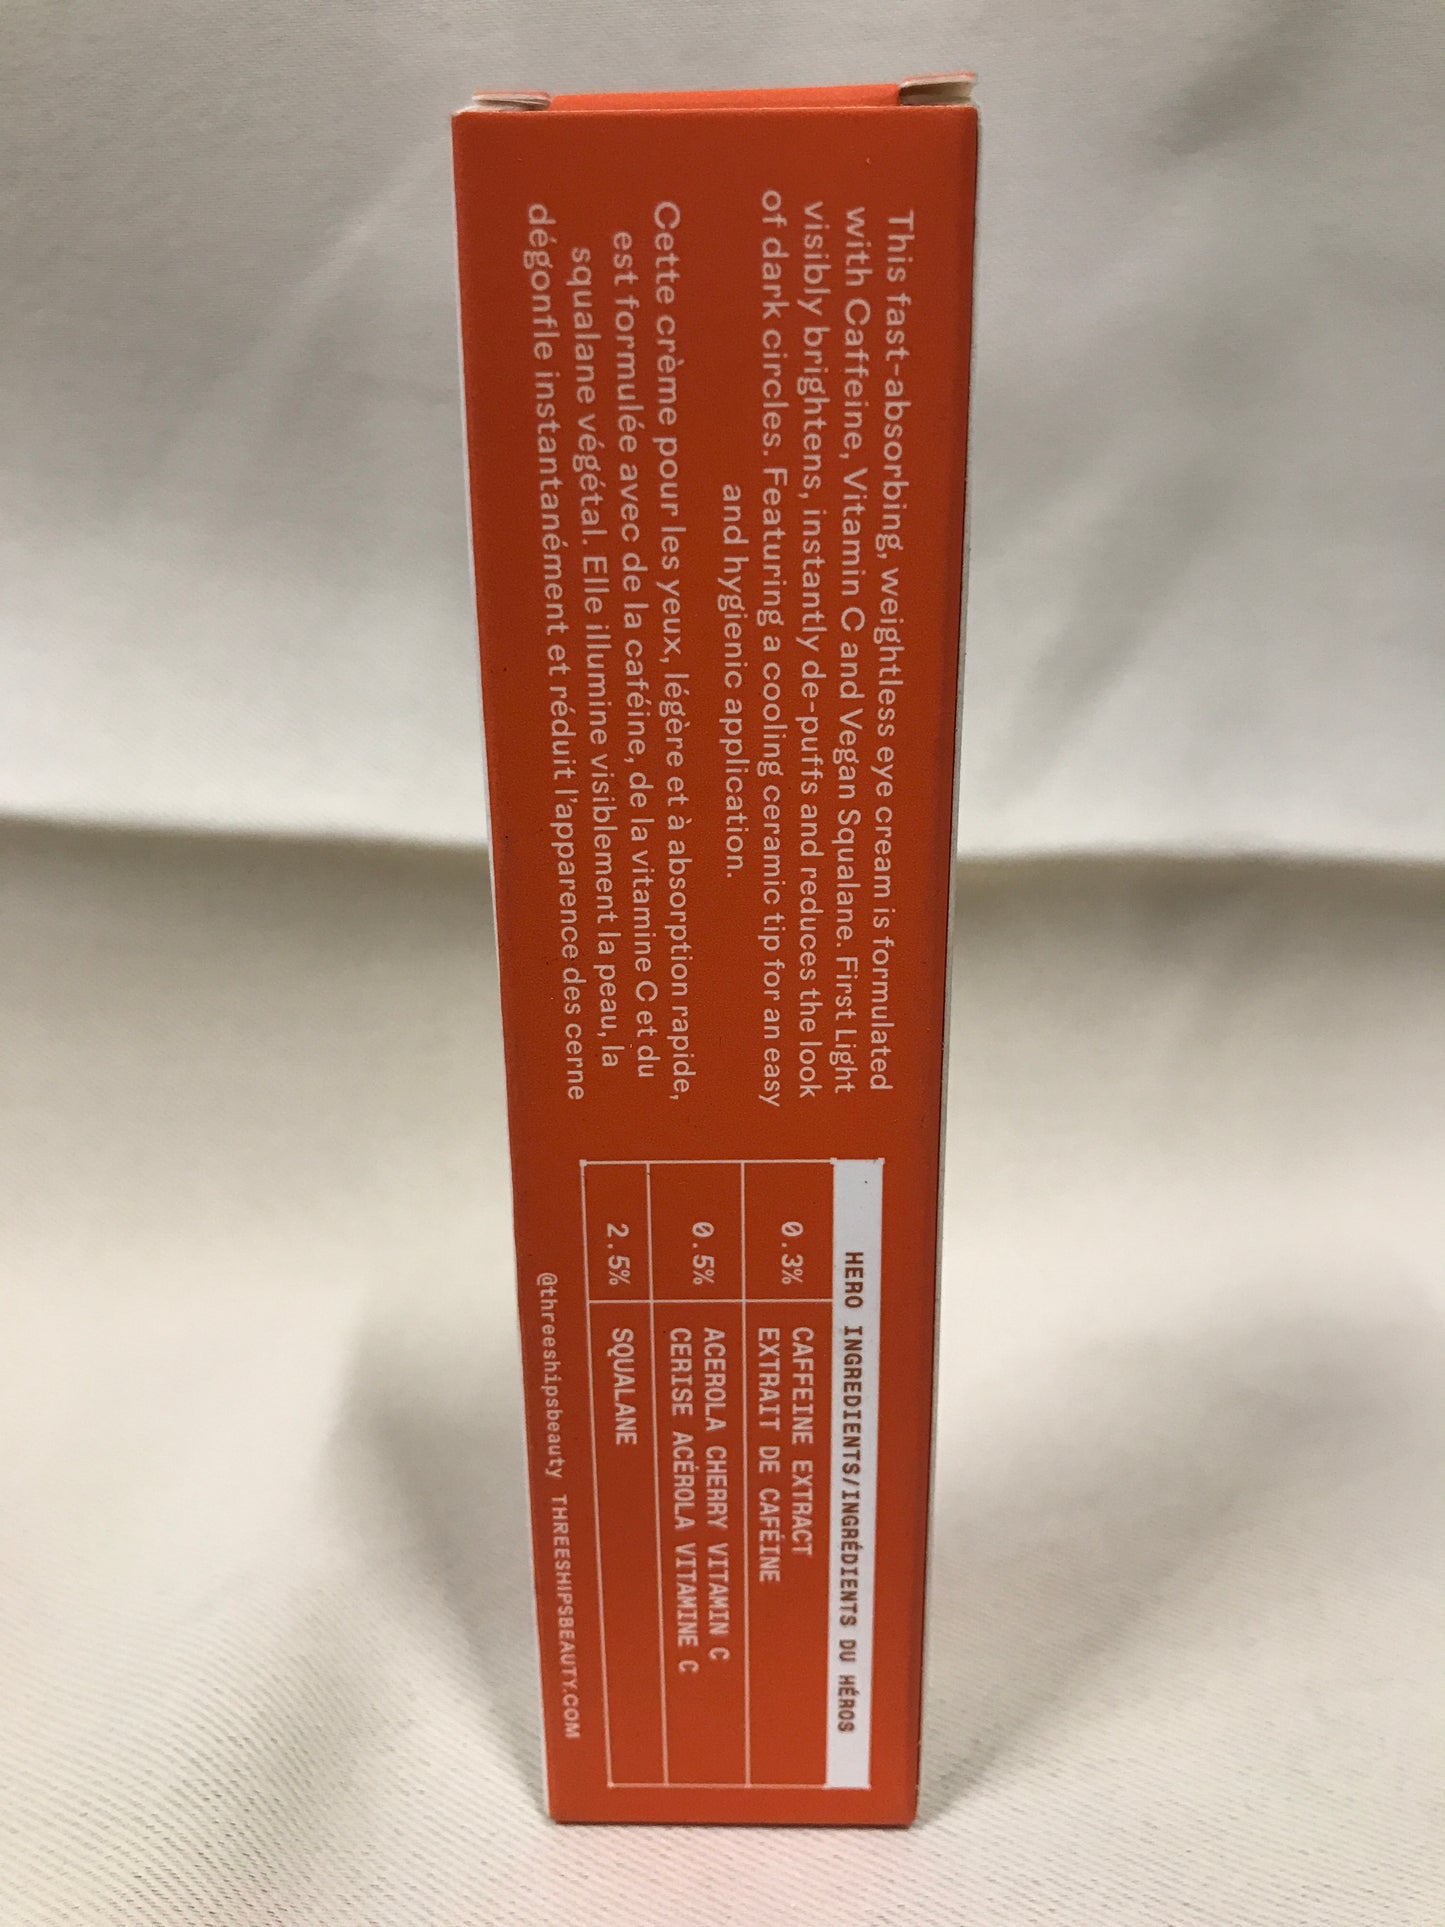 This fast-absorbing, weightless eye cream is formulated
with Caffeine, Vitamin C and Vegan Squalane. First Light
visibly brightens, instantly de-puffs and reduces the look
of dark circles. Featuring a cooling ceramic tip for an easy
and hygienic application.
Cette crème pour les yeux, légère et à absorption rapide,
est formulée avec de la caféine, de la vitamine C et du
squalane végétal. Elle illumine visiblement la peau, la
dégonfle instantanément et réduit l'apparence des cerne
HERO INGREDIENTS/INGRÉDIENTS DU HÉROS
0.3% CAFFEINE EXTRACT
EXTRAIT DE CAFÉINE
0.5% ACEROLA CHERRY VITAMIN C
CERISE ACÉROLA VITAMINE C
2.5% SQUALANE
@threeshipsbeauty THREESHIPSBEAUTY.COM